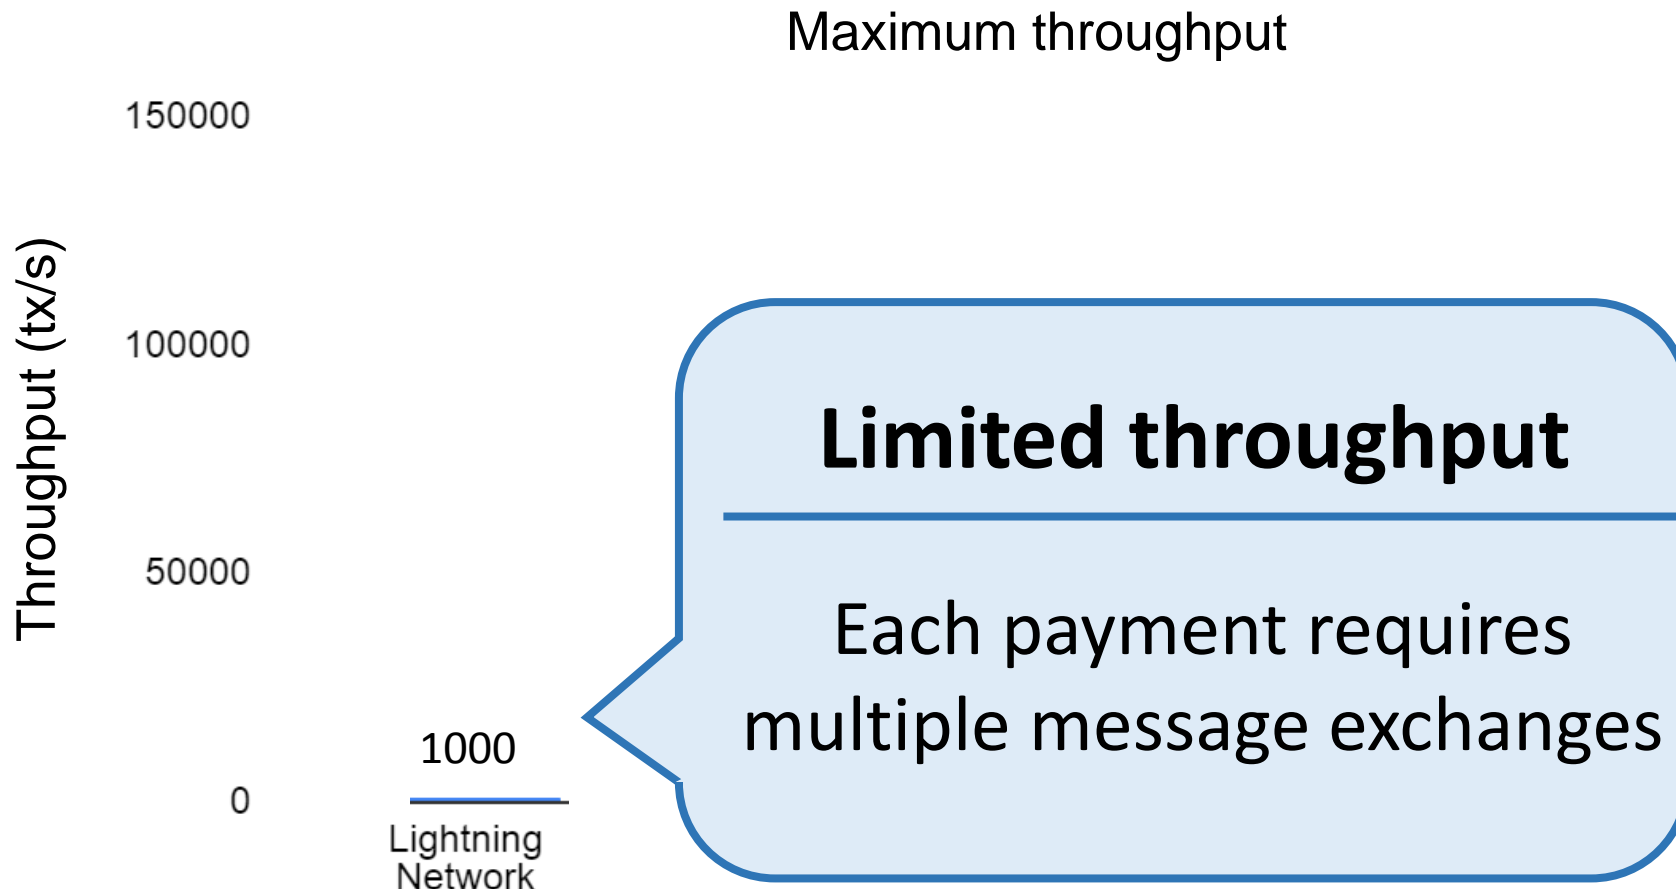 Maximum throughput
150000
100000
50000
0
Throughput (tx/s)
1000
Lightning
Network
Limited throughput
Each payment requires
multiple message exchanges